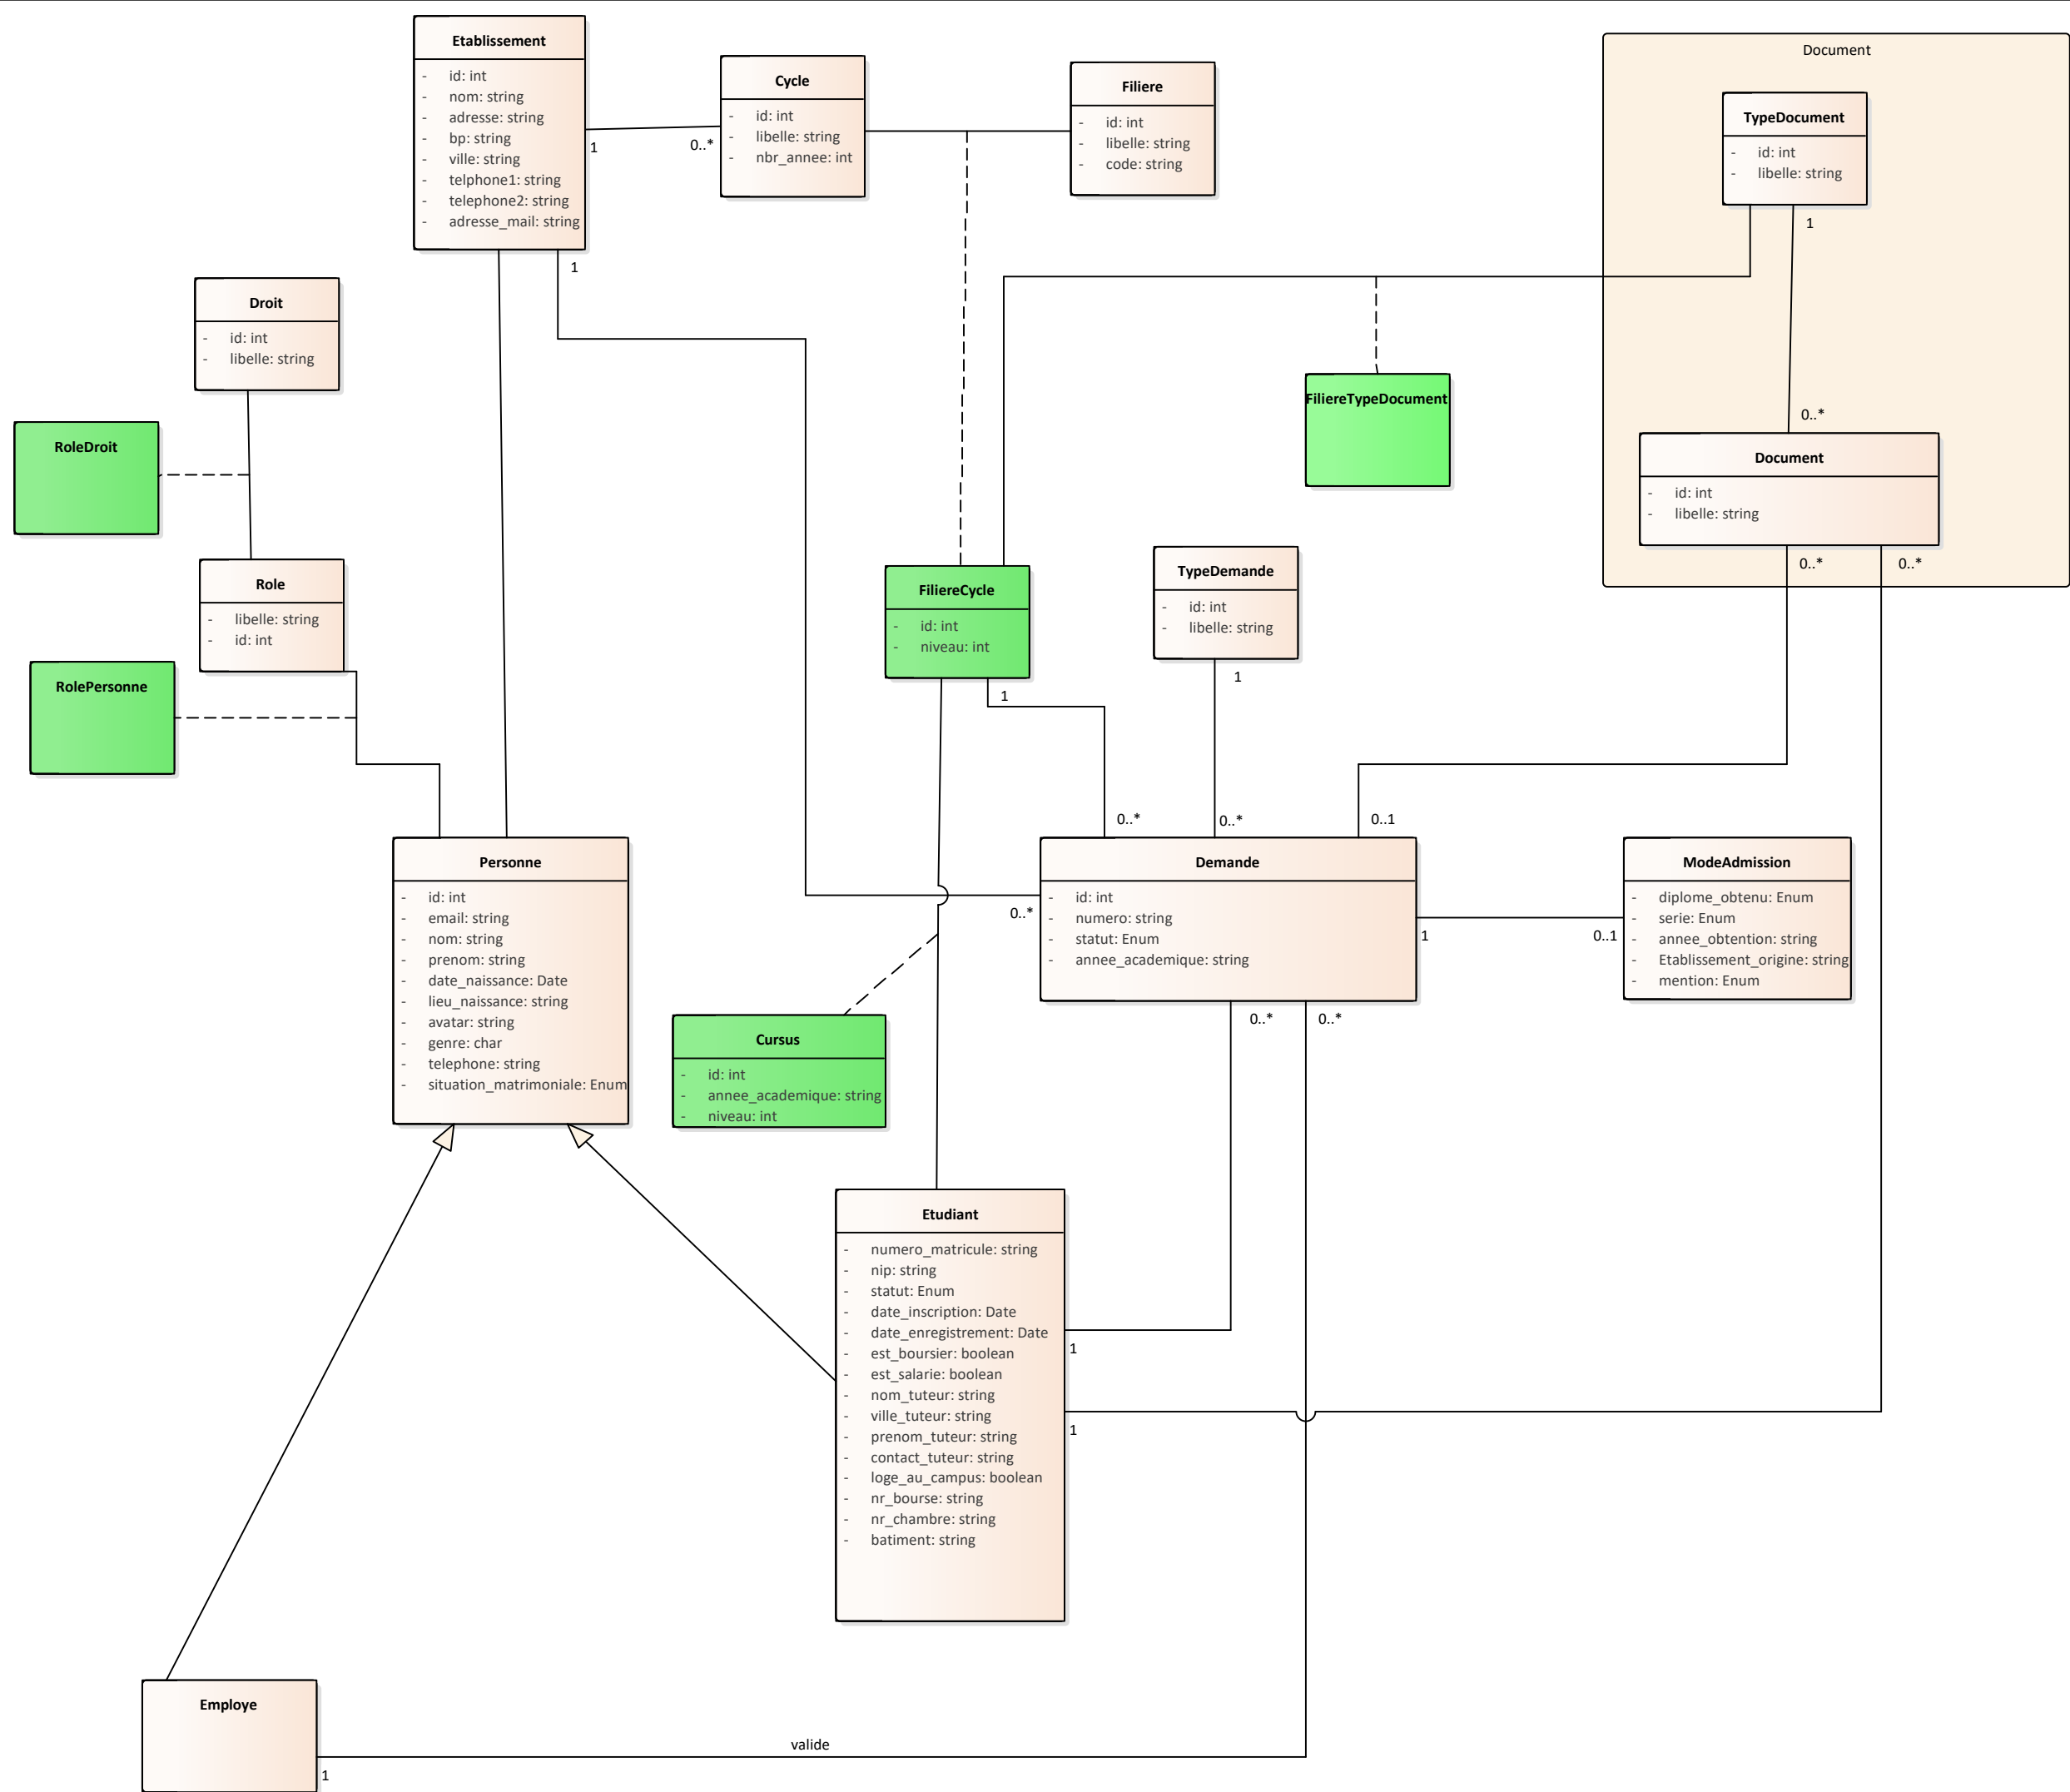 Etablissement
- id: int
- nom: string
- adresse: string
- bp: string
- ville: string
- telphone1: string
- telephone2: string
- adresse_mail: string
1
0..*
1
Cycle
- id: int
- libelle: string
- nbr_annee: int
Filiere
- id: int
- libelle: string
- code: string
Document
TypeDocument
- id: int
- libelle: string
1
0..*
Document
- id: int
- libelle: string
0..*
0..*
Droit
- id: int
- libelle: string
RoleDroit
Role
- libelle: string
- id: int
RolePersonne
FiliereTypeDocument
FiliereCycle
- id: int
- niveau: int
1
TypeDemande
- id: int
- libelle: string
1
0..*
0..*
0..1
Personne
- id: int
- email: string
- nom: string
- prenom: string
- date_naissance: Date
- lieu_naissance: string
- avatar: string
- genre: char
- telephone: string
- situation_matrimoniale: Enum
0..*
Demande
- id: int
- numero: string
- statut: Enum
- annee_academique: string
1
0..1
ModeAdmission
- diplome_obtenu: Enum
- serie: Enum
- annee_obtention: string
- Etablissement_origine: string
- mention: Enum
0..*
0..*
Cursus
- id: int
- annee_academique: string
- niveau: int
Etudiant
- numero_matricule: string
- nip: string
- statut: Enum
- date_inscription: Date
- date_enregistrement: Date
- est_boursier: boolean
- est_salarie: boolean
- nom_tuteur: string
- ville_tuteur: string
- prenom_tuteur: string
- contact_tuteur: string
- loge_au_campus: boolean
- nr_bourse: string
- nr_chambre: string
- batiment: string
1
1
Employe
valide
1